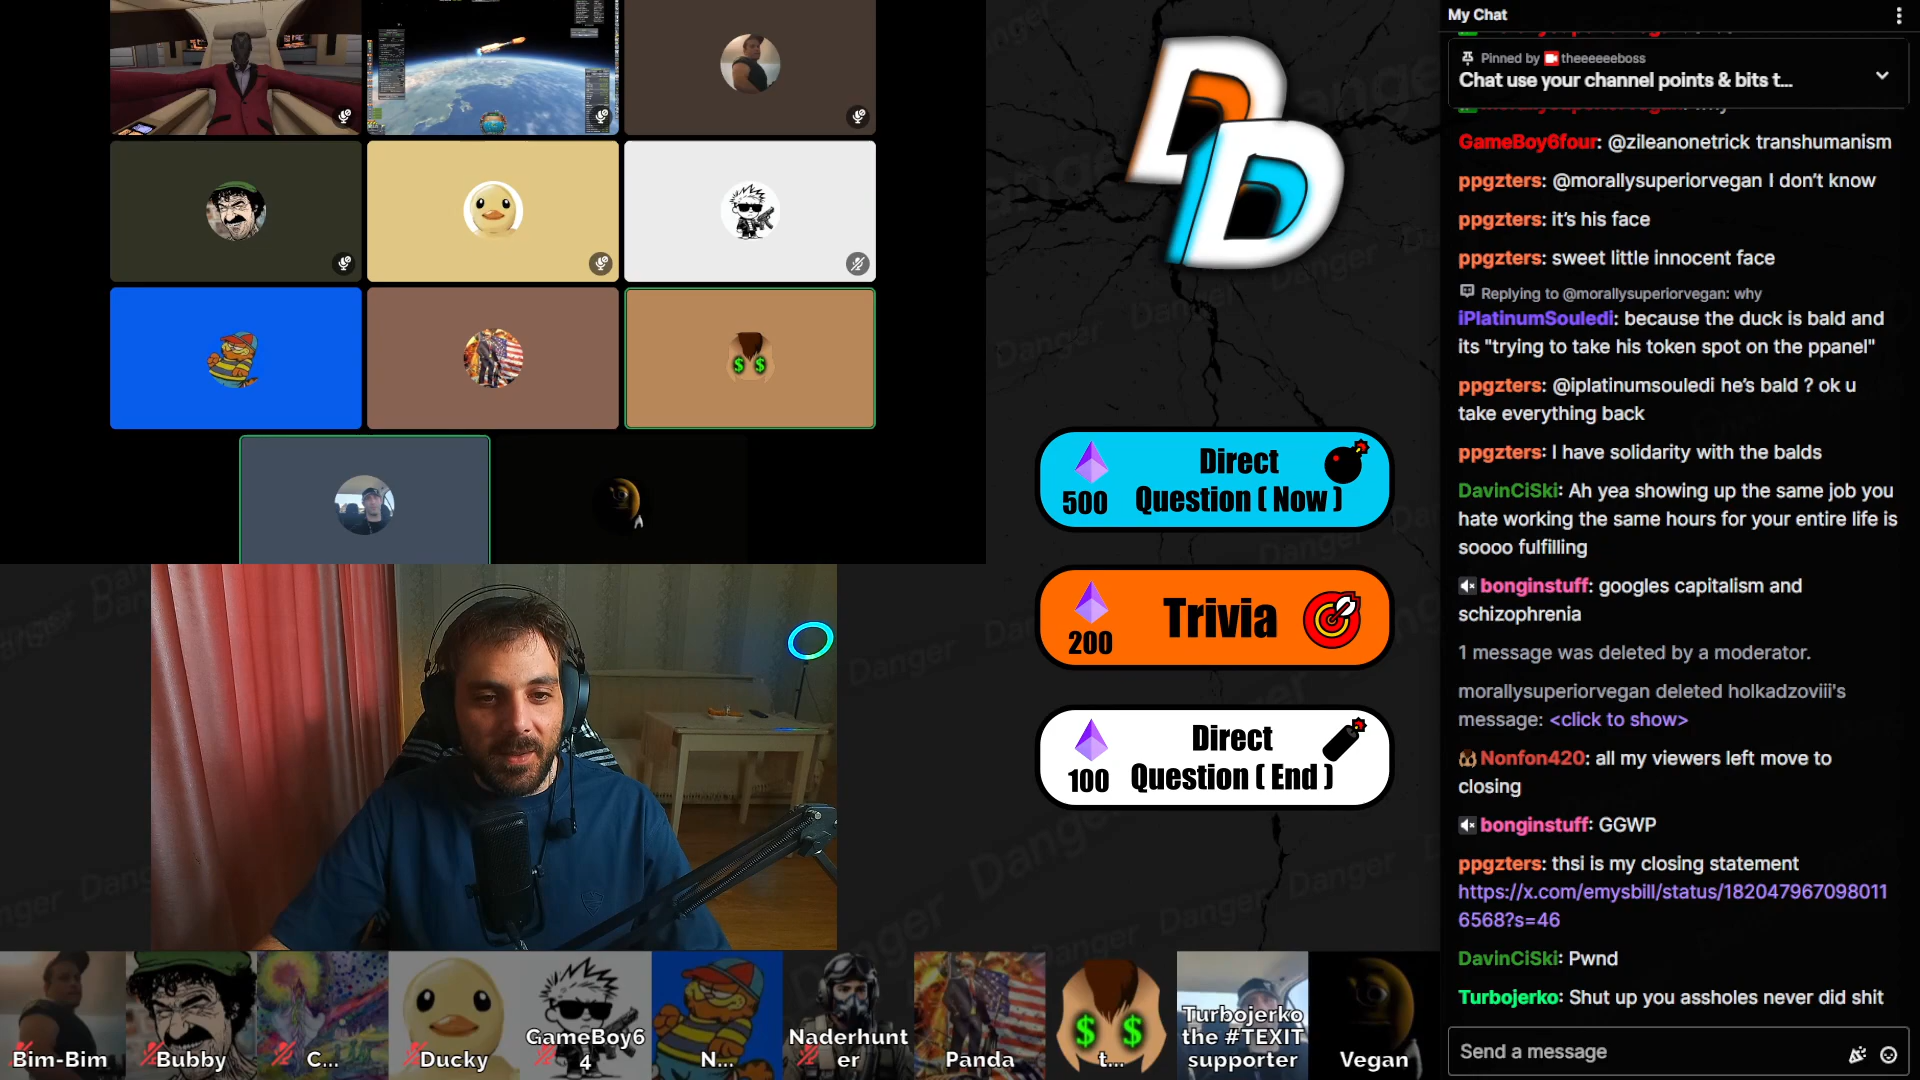 My Chat
Pinned by theeeeeeboss
Chat use your channel points & bits t...
GameBoy6four: @zileanonetrick transhumanism
ppgzters: @morallysuperiorvegan I don't know
ppgzters: it's his face
ppgzters: sweet little innocent face
Replying to @morallysuperiorvegan: why
iPlatinumSouledi: because the duck is bald and
its "trying to take his token spot on the ppanel"
ppgzters: @iplatinumsouledi he's bald ? ok u
take everything back
ppgzters: I have solidarity with the balds
DavinCiSki: Ah yea showing up the same job you
hate working the same hours for your entire life is
soooo fulfilling
bonginstuff: googles capitalism and
schizophrenia
1 message was deleted by a moderator.
morallysuperiorvegan deleted holkadzoviii's
message: <click to show>
Nonfon420: all my viewers left move to
closing
bonginstuff: GGWP
ppgzters: thsi is my closing statement
https://x.com/emysbill/status/182047967098011
6568?s=46
DavinCiSki: Pwnd
Turbojerko: Shut up you assholes never did shit
Send a message
DD
500
Direct
Question ( Now )
200
Trivia
100
Direct
Question ( End )
Danger
Bim-Bim
Bubby
C...
Ducky
GameBoy6
4
N...
Naderhunt
er
Panda
t...
Turbojerko
the #TEXIT
supporter
Vegan